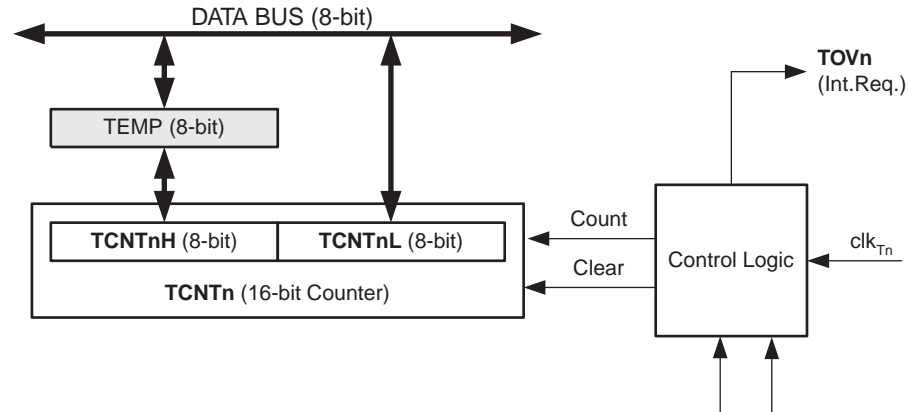 DATA BUS (8-bit)
TOVn
(Int.Req.)
TEMP (8-bit)
Count
TCNTnH (8-bit)
TCNTnL (8-bit)
Control Logic
clkTn
Clear
TCNTn (16-bit Counter)